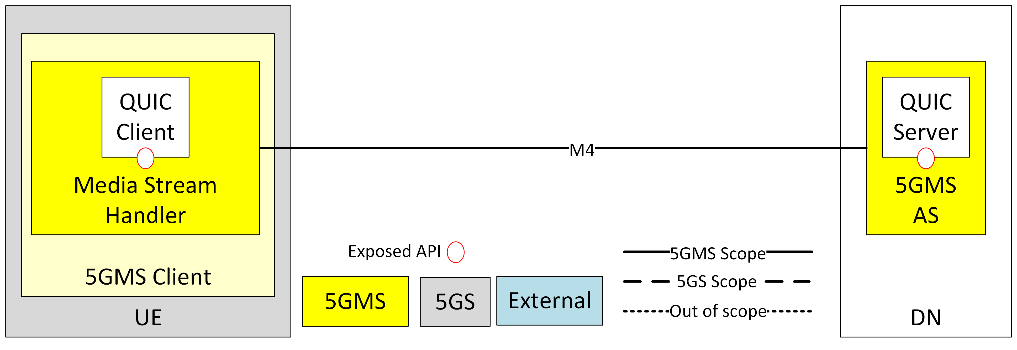 QUIC
Client
Media Stream
Handler
5GMS Client
UE
M4
QUIC
Server
5GMS
AS
DN
Exposed API
5GMS
5GS
External
5GMS Scope
5GS Scope
Out of scope